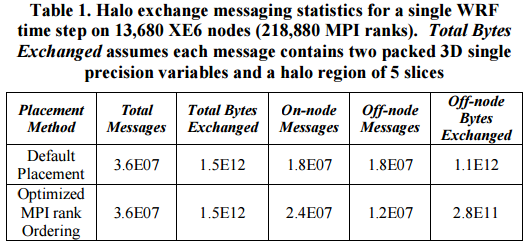 Table 1. Halo exchange messaging statistics for a single WRF
time step on 13,680 XE6 nodes (218,880 MPI ranks). Total Bytes
Exchanged assumes each message contains two packed 3D single
precision variables and a halo region of 5 slices
Placement Method Total Messages Total Bytes Exchanged On-node Messages Off-node Messages Off-node Bytes Exchanged
Default Placement 3.6E07 1.5E12 1.8E07 1.8E07 1.1E12
Optimized MPI rank Ordering 3.6E07 1.5E12 2.4E07 1.2E07 2.8E11